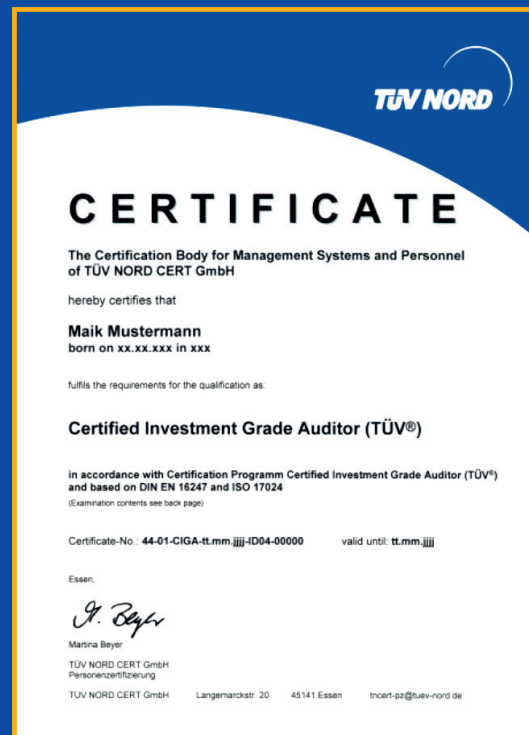 TÜV NORD
CERTIFICATE
The Certification Body for Management Systems and Personnel
of TÜV NORD CERT GmbH
hereby certifies that
Maik Mustermann
born on xx.xx.xxx in xxx
fulfils the requirements for the qualification as:
Certified Investment Grade Auditor (TÜV®)
in accordance with Certification Programm Certified Investment Grade Auditor (TÜV®)
and based on DIN EN 16247 and ISO 17024
(Examination contents see back page)
Certificate-No.: 44-01-CIGA-tt.mm.jjjj-ID04-00000 valid until: tt.mm.jjjj
Essen,
M. Beyer
Martina Beyer
TÜV NORD CERT GmbH
Personenzertifizierung
TÜV NORD CERT GmbH Langemarckstr. 20 45141 Essen tncert-pz@tuev-nord.de